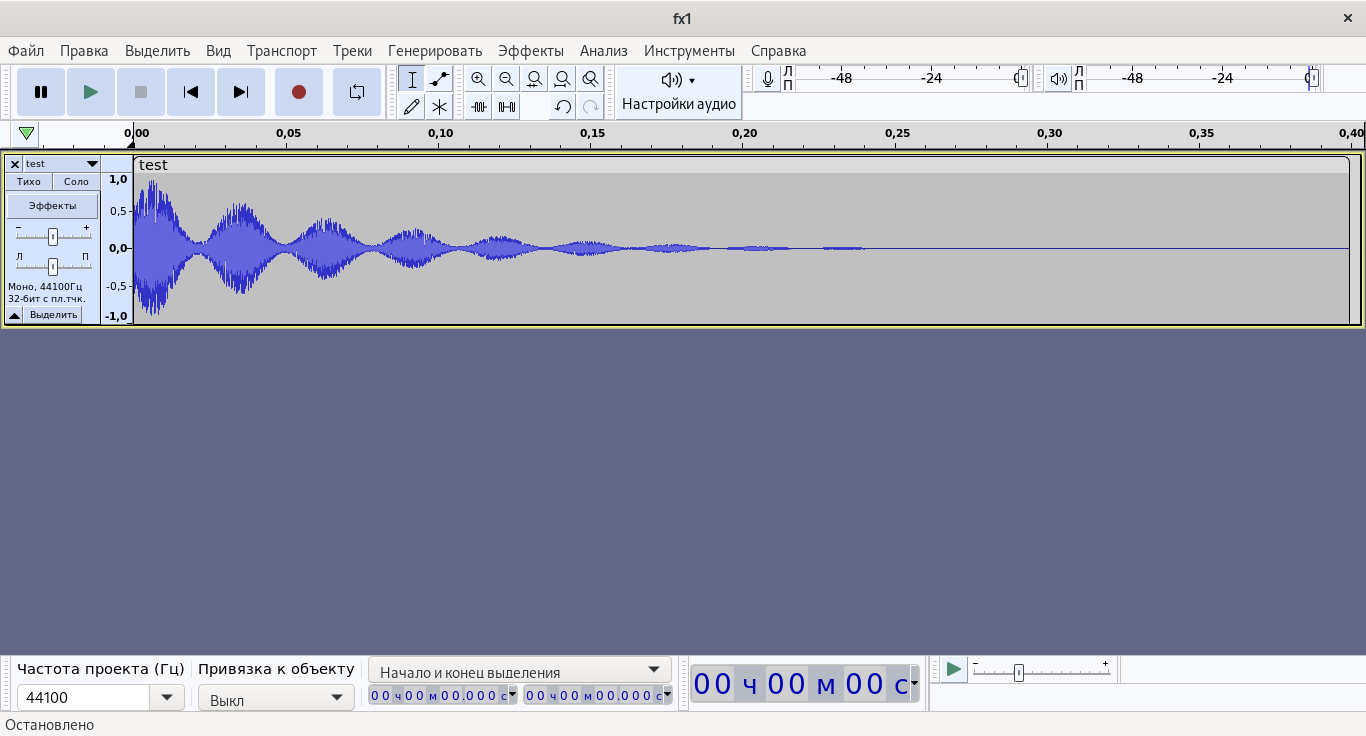 fx1
Файл Правка Выделить Вид Транспорт Треки Генерировать Эффекты Анализ Инструменты Справка
Л П -48 -24 0 Л П -48 -24 0
Настройки аудио
0,00 0,05 0,10 0,15 0,20 0,25 0,30 0,35 0,40
test
test
Тихо Соло
Эффекты
- +
Л П
Моно, 44100Гц
32-бит с пл.тчк.
Выделить
1,0
0,5
0,0
-0,5
-1,0
Частота проекта (Гц) Привязка к объекту Начало и конец выделения
44100 Выкл 00 ч 00 м 00.000 с 00 ч 00 м 00.000 с
00 ч 00 м 00 с
- +
Остановлено